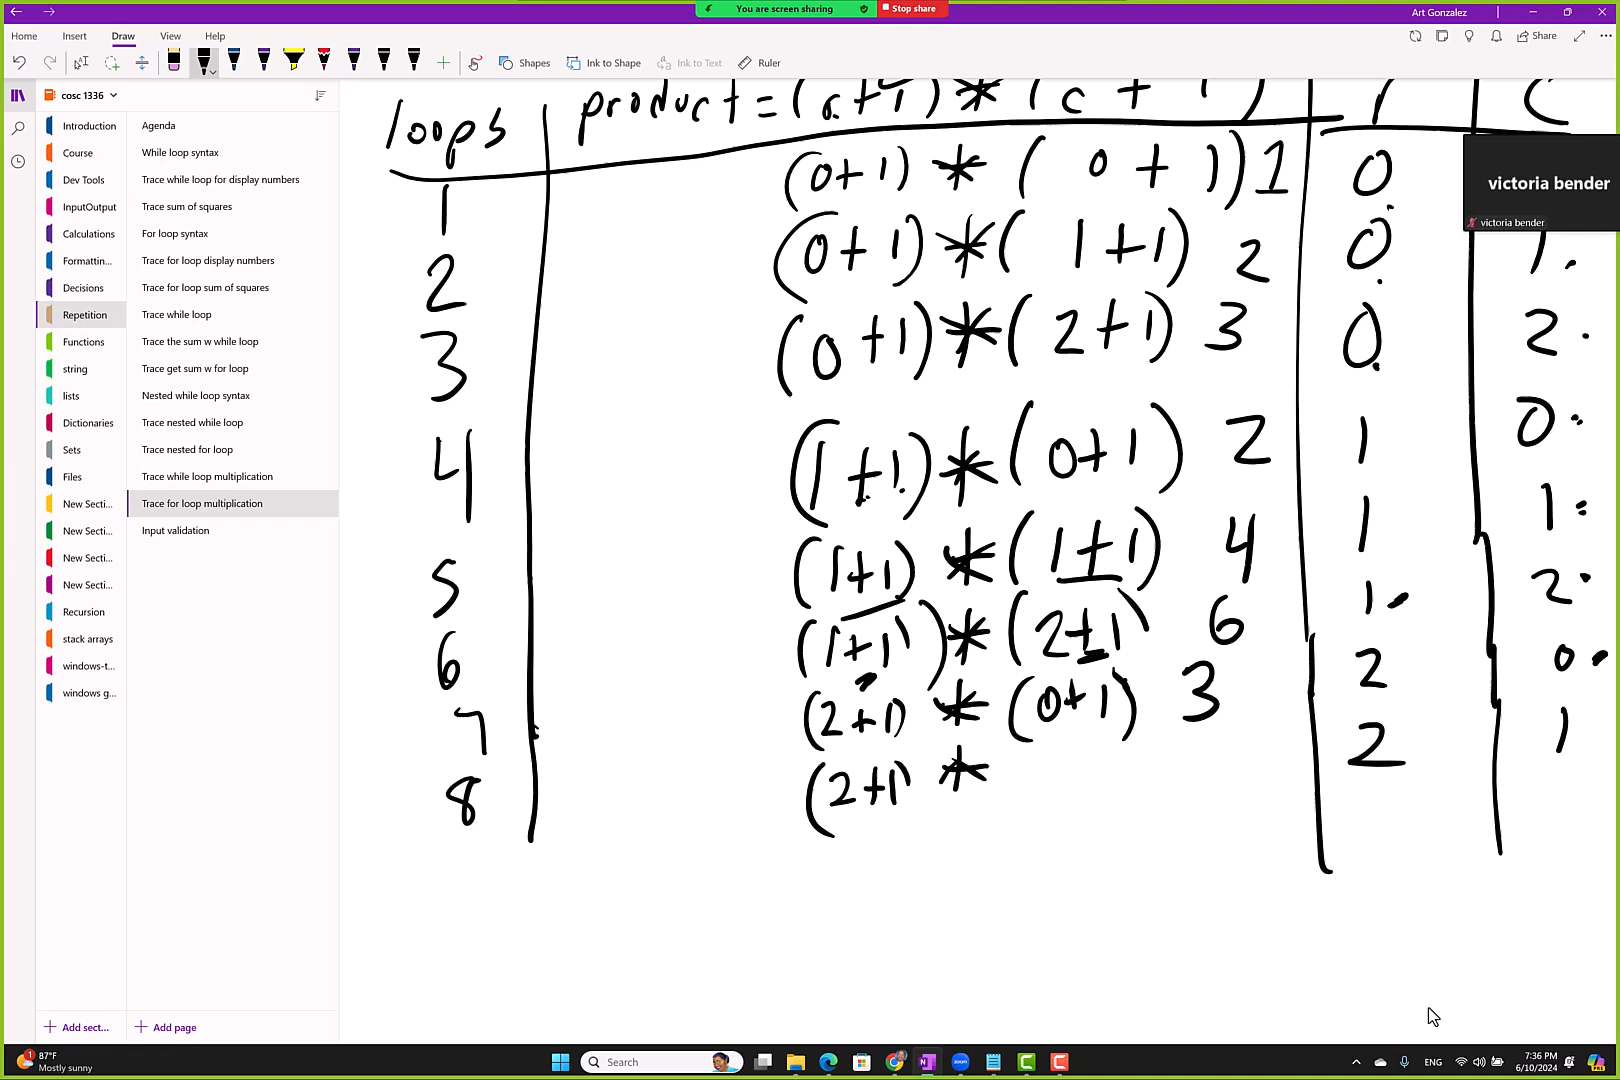 You are screen sharing Stop share
Art Gonzalez
Home Insert Draw View Help
Shapes Ink to Shape Ink to Text Ruler Share
cosc 1336
Introduction
Course
Dev Tools
InputOutput
Calculations
Formattin...
Decisions
Repetition
Functions
string
lists
Dictionaries
Sets
Files
New Secti...
New Secti...
New Secti...
New Secti...
Recursion
stack arrays
windows-t...
windows g...
Add sect...
Agenda
While loop syntax
Trace while loop for display numbers
Trace sum of squares
For loop syntax
Trace for loop display numbers
Trace for loop sum of squares
Trace while loop
Trace the sum w while loop
Trace get sum w for loop
Nested while loop syntax
Trace nested while loop
Trace nested for loop
Trace while loop multiplication
Trace for loop multiplication
Input validation
Add page
loops product = ( + 1) * (c + 1)
1 (0+1) * (0 + 1) 1 0
2 (0+1) * (1+1) 2 0 1
3 (0+1) * (2+1) 3 0 2
4 (1+1) * (0+1) 2 1 0
5 (1+1) * (1+1) 4 1 1
6 (1+1) * (2+1) 6 1 2
7 (2+1) * (0+1) 3 2 0
8 (2+1) * 2 1
victoria bender
victoria bender
1
87°F
Mostly sunny
Search
ENG
7:36 PM
6/10/2024